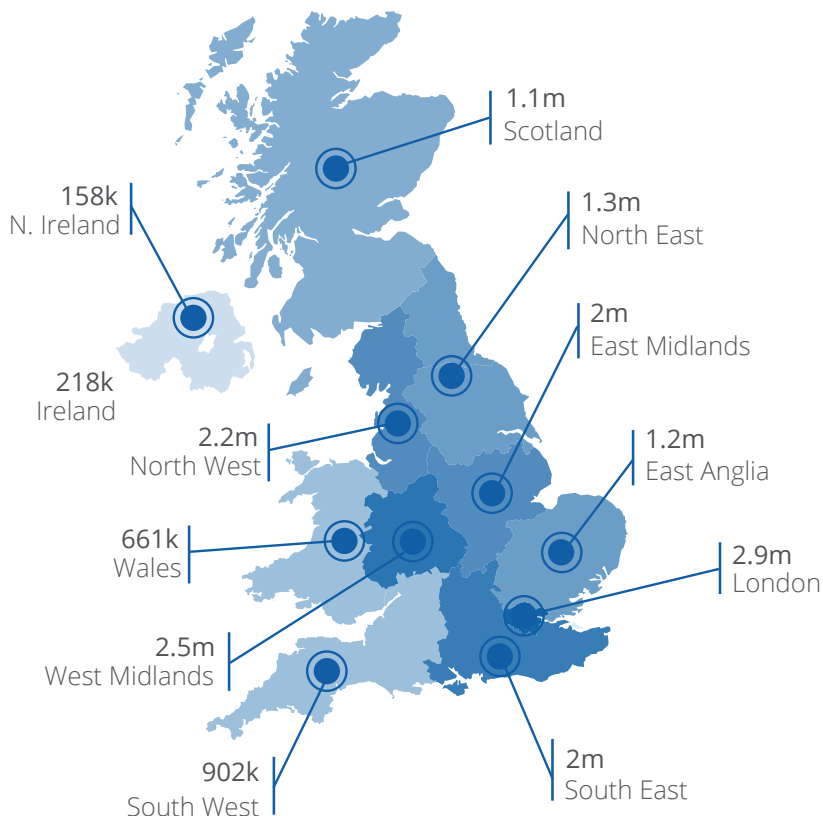 1.1m
Scotland
158k
N. Ireland
1.3m
North East
2m
East Midlands
218k
Ireland
2.2m
North West
1.2m
East Anglia
661k
Wales
2.9m
London
2.5m
West Midlands
902k
South West
2m
South East